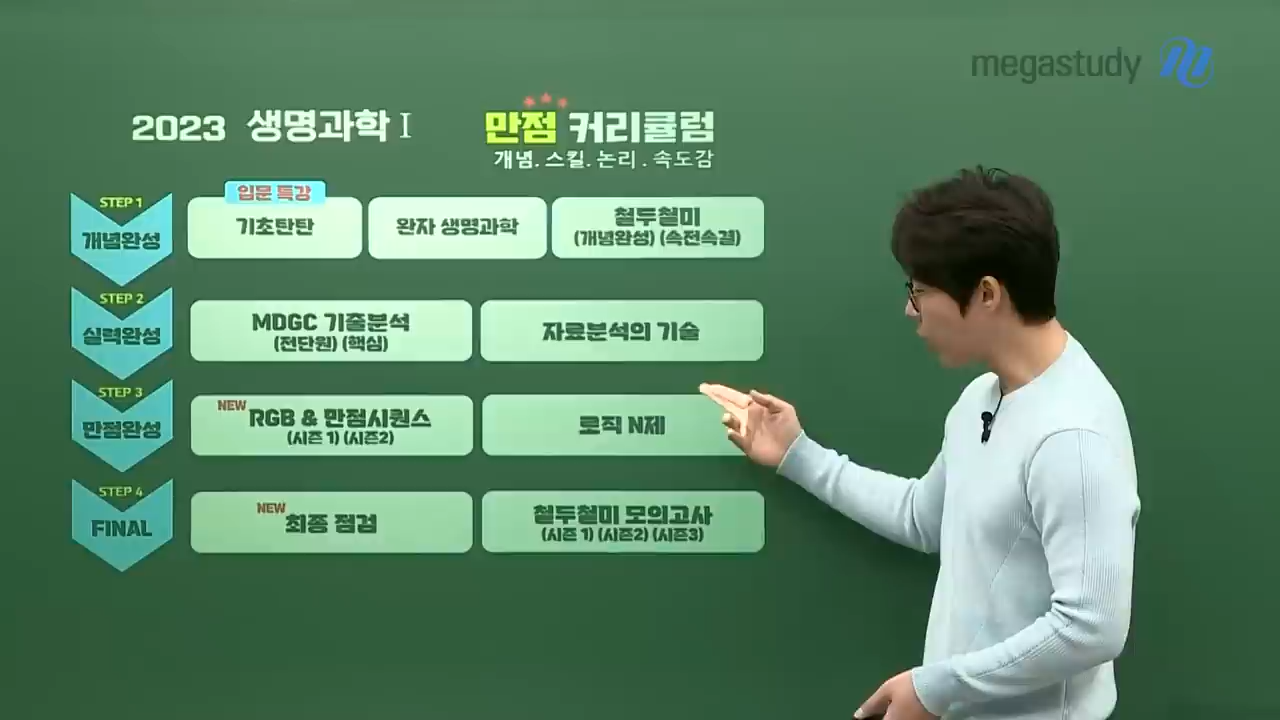 megastudy
2023 생명과학 I
만점 커리큘럼
개념. 스킬. 논리. 속도감
STEP 1
개념완성
입문 특강
기초탄탄
완자 생명과학
철두철미
(개념완성) (속전속결)
STEP 2
실력완성
MDGC 기출분석
(전단원) (핵심)
자료분석의 기술
STEP 3
만점완성
NEW
RGB & 만점시퀀스
(시즌 1) (시즌2)
로직 N제
STEP 4
FINAL
NEW
최종 점검
철두철미 모의고사
(시즌 1) (시즌2) (시즌3)